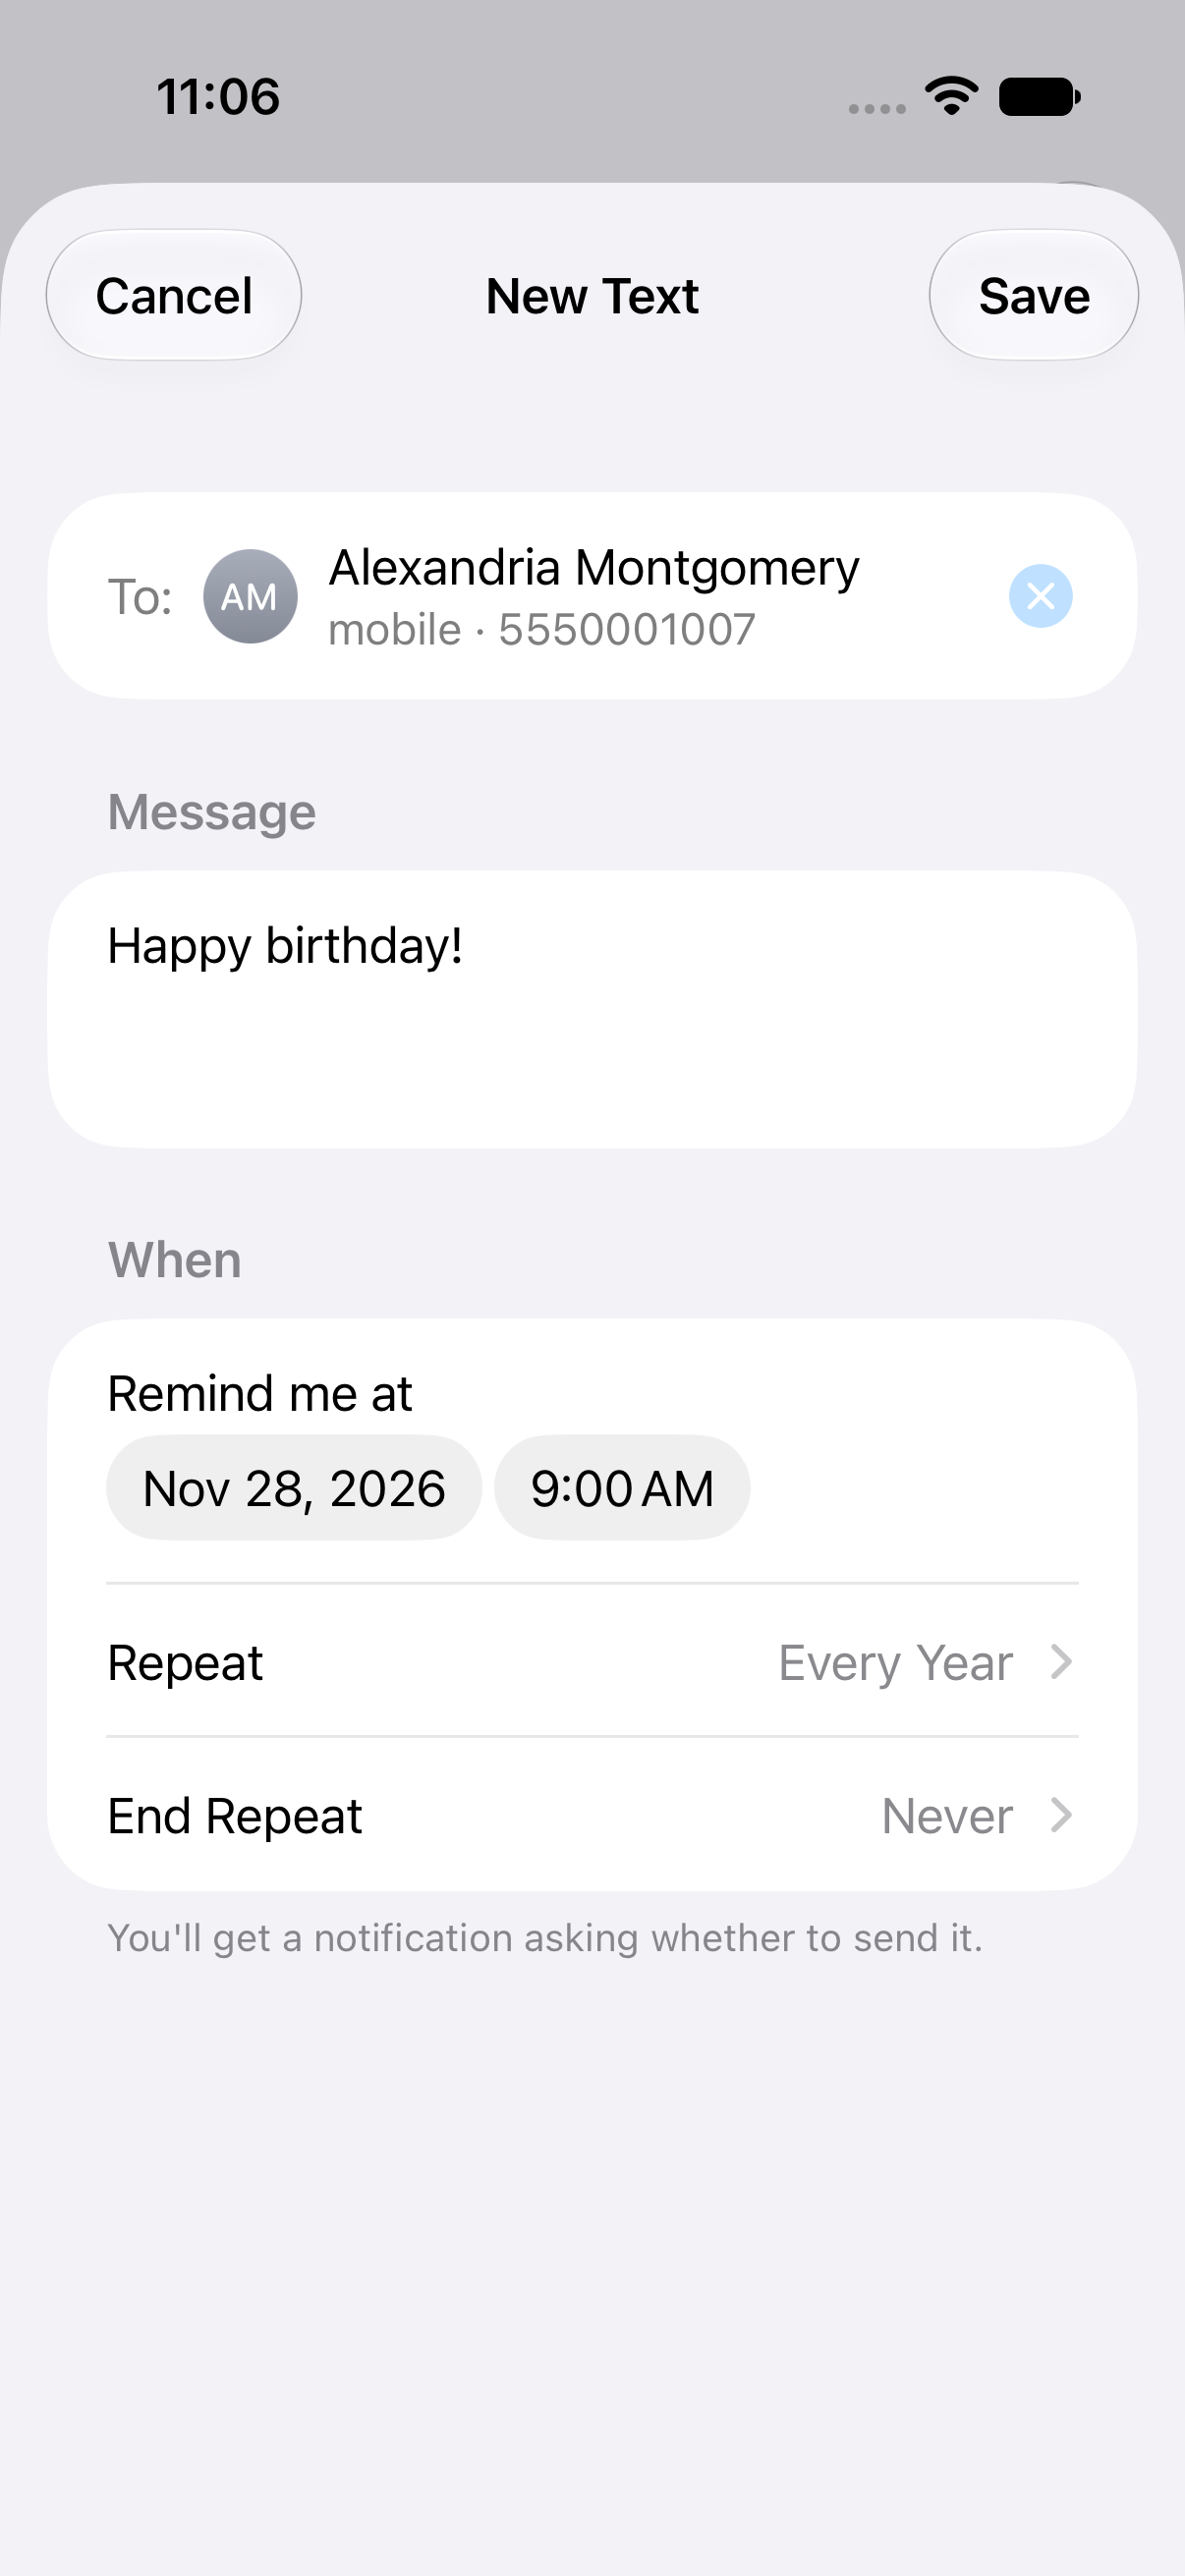 11:06
Cancel
New Text
Save
To:
AM
Alexandria Montgomery
mobile · 5550001007
Message
Happy birthday!
When
Remind me at
Nov 28, 2026
9:00 AM
Repeat
Every Year
End Repeat
Never
You'll get a notification asking whether to send it.